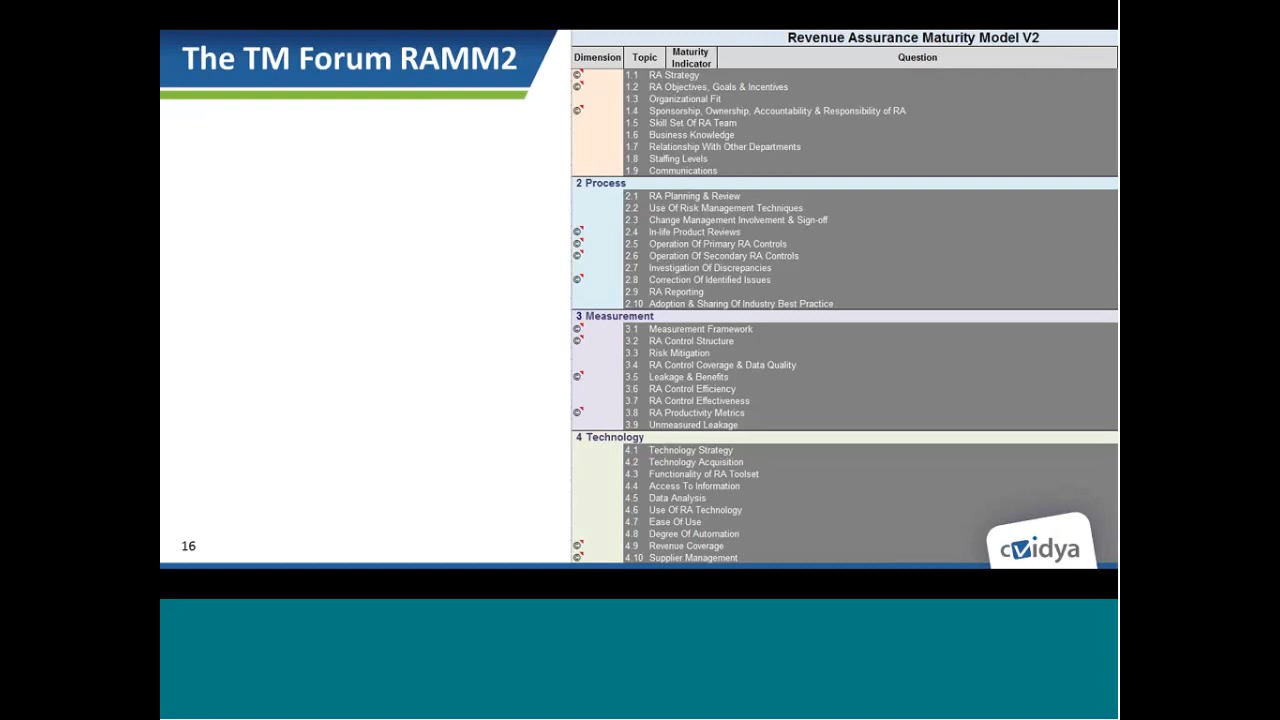 The TM Forum RAMM2
Revenue Assurance Maturity Model V2
Dimension Topic Maturity Indicator Question
© 1.1 RA Strategy
© 1.2 RA Objectives, Goals & Incentives
1.3 Organizational Fit
© 1.4 Sponsorship, Ownership, Accountability & Responsibility of RA
1.5 Skill Set Of RA Team
1.6 Business Knowledge
1.7 Relationship With Other Departments
1.8 Staffing Levels
1.9 Communications
2 Process
2.1 RA Planning & Review
2.2 Use Of Risk Management Techniques
2.3 Change Management Involvement & Sign-off
© 2.4 In-life Product Reviews
© 2.5 Operation Of Primary RA Controls
© 2.6 Operation Of Secondary RA Controls
2.7 Investigation Of Discrepancies
© 2.8 Correction Of Identified Issues
2.9 RA Reporting
2.10 Adoption & Sharing Of Industry Best Practice
3 Measurement
© 3.1 Measurement Framework
© 3.2 RA Control Structure
3.3 Risk Mitigation
3.4 RA Control Coverage & Data Quality
© 3.5 Leakage & Benefits
3.6 RA Control Efficiency
3.7 RA Control Effectiveness
© 3.8 RA Productivity Metrics
3.9 Unmeasured Leakage
4 Technology
4.1 Technology Strategy
4.2 Technology Acquisition
4.3 Functionality of RA Toolset
4.4 Access To Information
4.5 Data Analysis
4.6 Use Of RA Technology
4.7 Ease Of Use
4.8 Degree Of Automation
© 4.9 Revenue Coverage
© 4.10 Supplier Management
16
cvidya